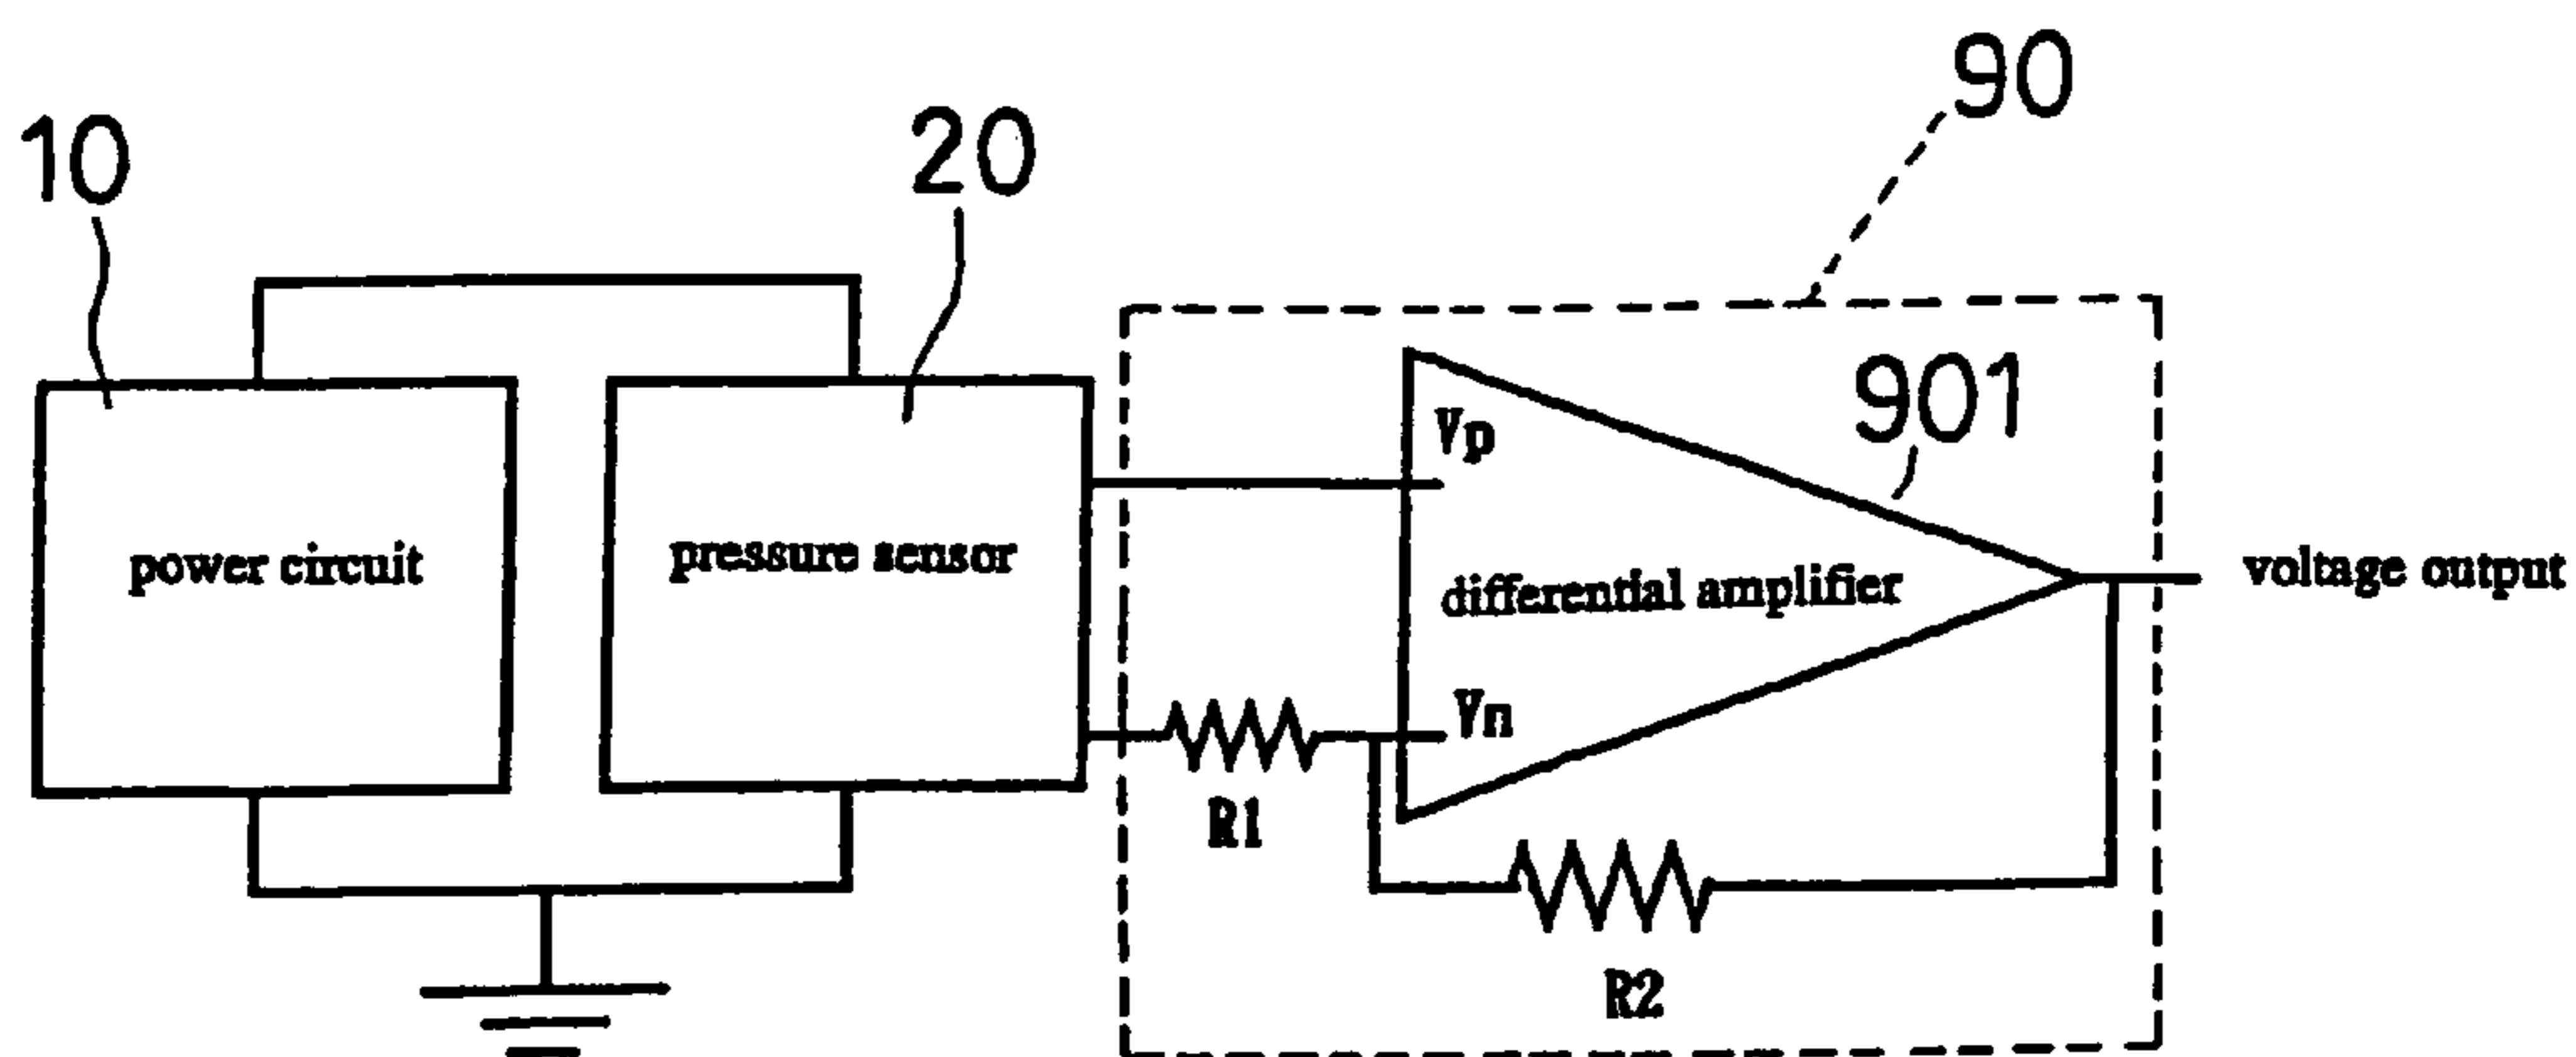 90
10
20
901
Vp
power circuit
pressure sensor
differential amplifier
voltage output
Vn
R1
R2